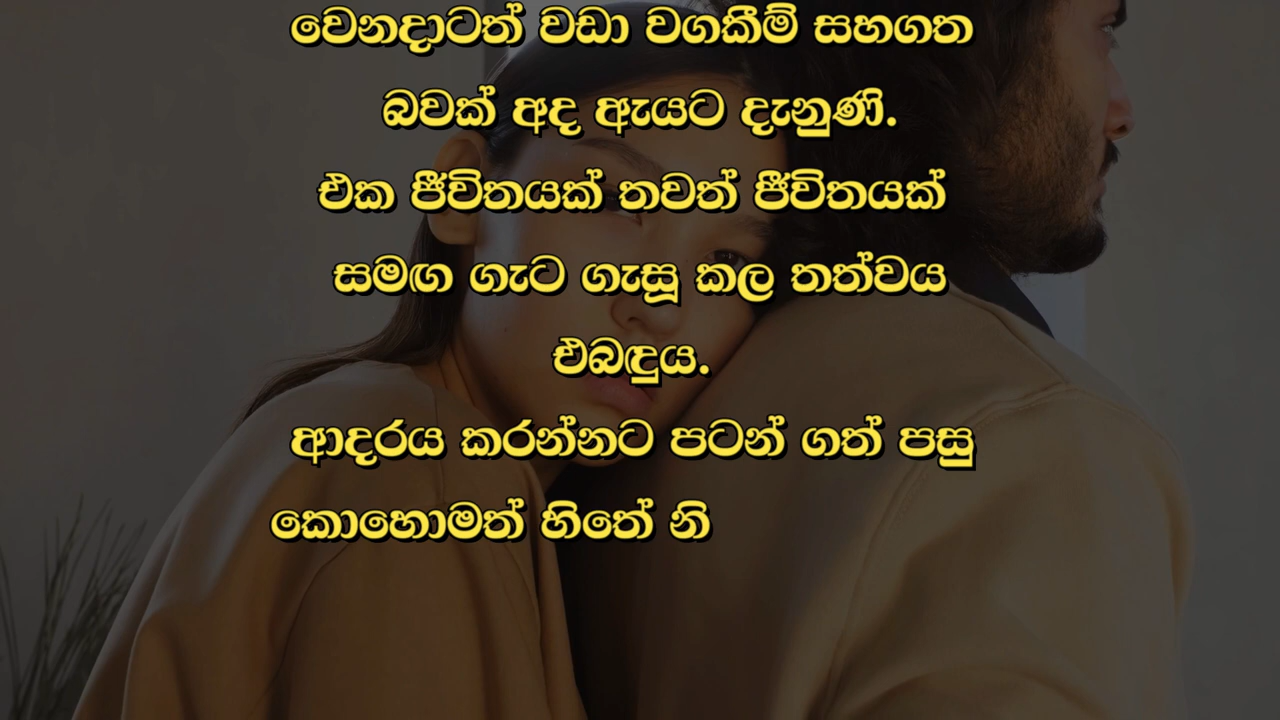 වෙනදාටත් වඩා වගකීම් සහගත
බවක් අද ඇයට දැනුණි.
එක ජීවිතයක් තවත් ජීවිතයක්
සමඟ ගැට ගැසූ කල තත්වය
එබඳුය.
ආදරය කරන්නට පටන් ගත් පසු
කොහොමත් හිතේ නි